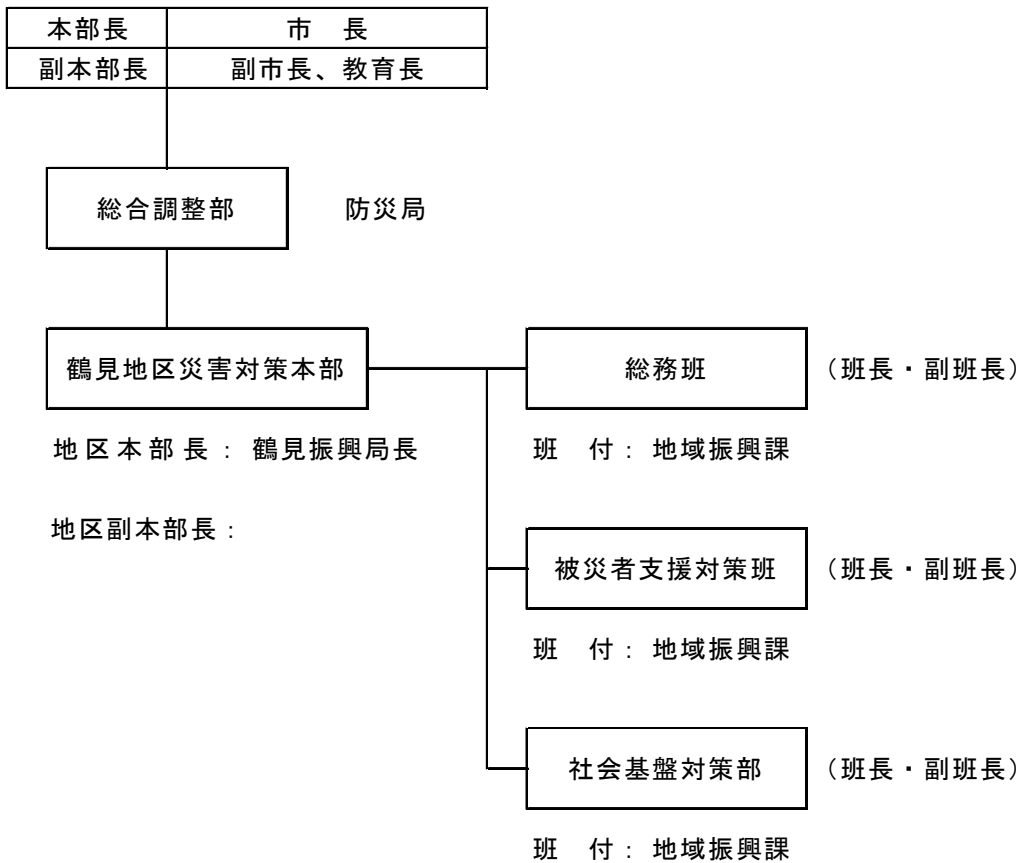 本部長 市　長
副本部長 副市長、教育長
総合調整部 防災局
鶴見地区災害対策本部 総務班 （班長・副班長）
地区本部長： 鶴見振興局長 班　付： 地域振興課
地区副本部長：
被災者支援対策班 （班長・副班長）
班　付： 地域振興課
社会基盤対策部 （班長・副班長）
班　付： 地域振興課